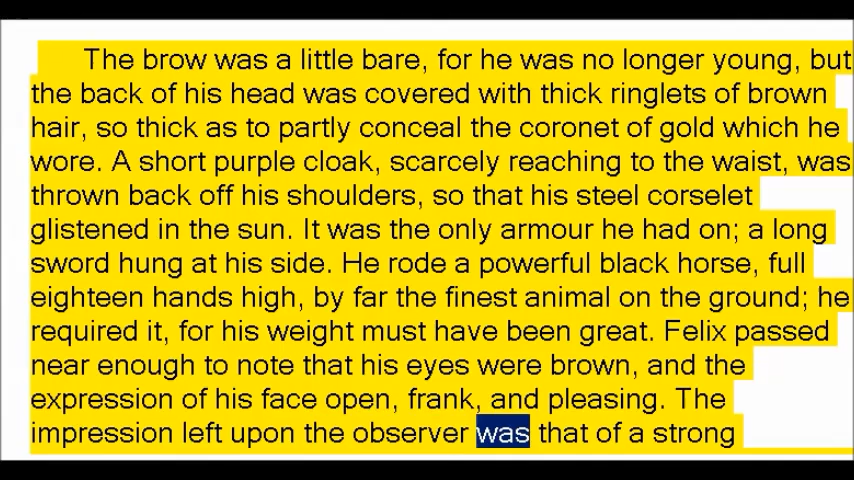 The brow was a little bare, for he was no longer young, but
the back of his head was covered with thick ringlets of brown
hair, so thick as to partly conceal the coronet of gold which he
wore. A short purple cloak, scarcely reaching to the waist, was
thrown back off his shoulders, so that his steel corselet
glistened in the sun. It was the only armour he had on; a long
sword hung at his side. He rode a powerful black horse, full
eighteen hands high, by far the finest animal on the ground; he
required it, for his weight must have been great. Felix passed
near enough to note that his eyes were brown, and the
expression of his face open, frank, and pleasing. The
impression left upon the observer was that of a strong